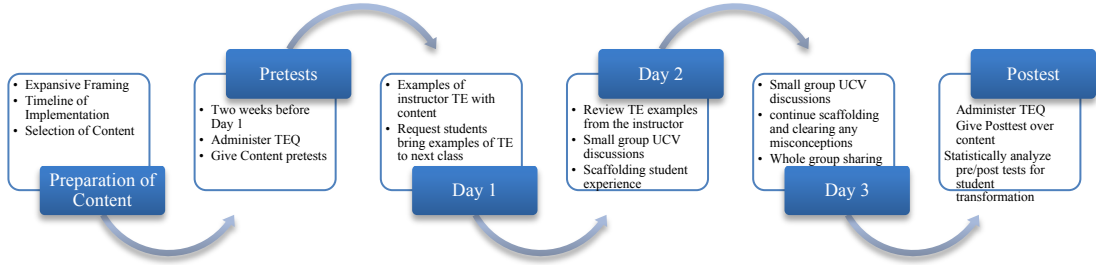 • Expansive Framing
• Timeline of
Implementation
• Selection of Content
Preparation of
Content
Pretests
• Two weeks before
Day 1
• Administer TEQ
• Give Content pretests
• Examples of
instructor TE with
content
• Request students
bring examples of TE
to next class
Day 1
Day 2
• Review TE examples
from the instructor
• Small group UCV
discussions
• Scaffolding student
experience
• Small group UCV
discussions
• continue scaffolding
and clearing any
misconceptions
• Whole group sharing
Day 3
Postest
Administer TEQ
Give Posttest over
content
Statistically analyze
pre/post tests for
student
transformation